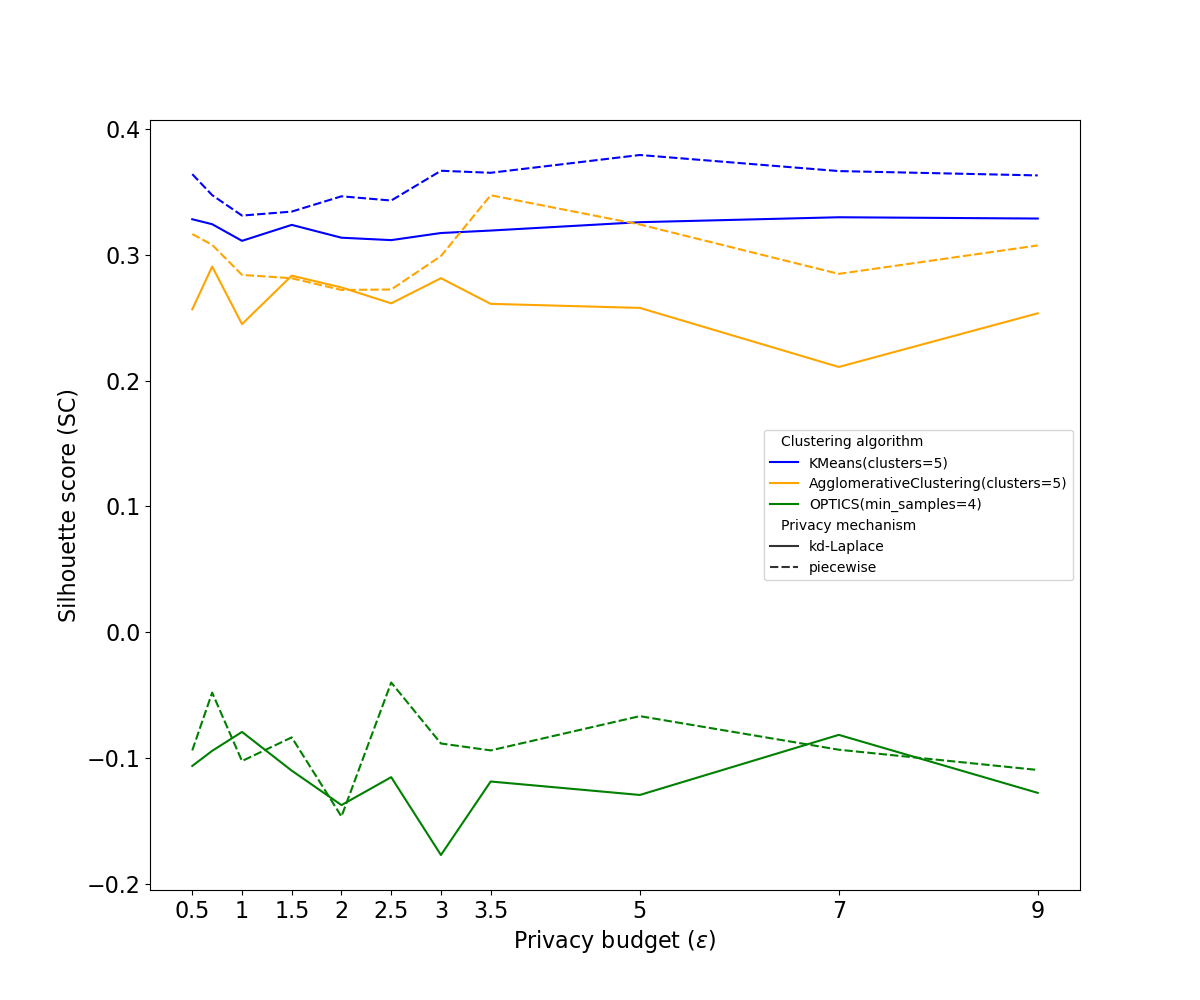 0.4
0.3
0.2
0.1
0.0
−0.1
−0.2
Silhouette score (SC)
Clustering algorithm
KMeans(clusters=5)
AgglomerativeClustering(clusters=5)
OPTICS(min_samples=4)
Privacy mechanism
kd-Laplace
piecewise
0.5 1 1.5 2 2.5 3 3.5 5 7 9
Privacy budget (ε)